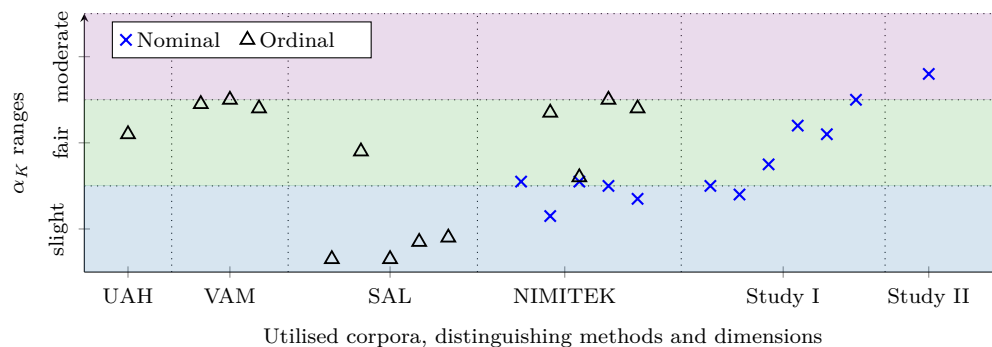 Nominal Ordinal
moderate
fair
slight
α_K ranges
UAH VAM SAL NIMITEK Study I Study II
Utilised corpora, distinguishing methods and dimensions